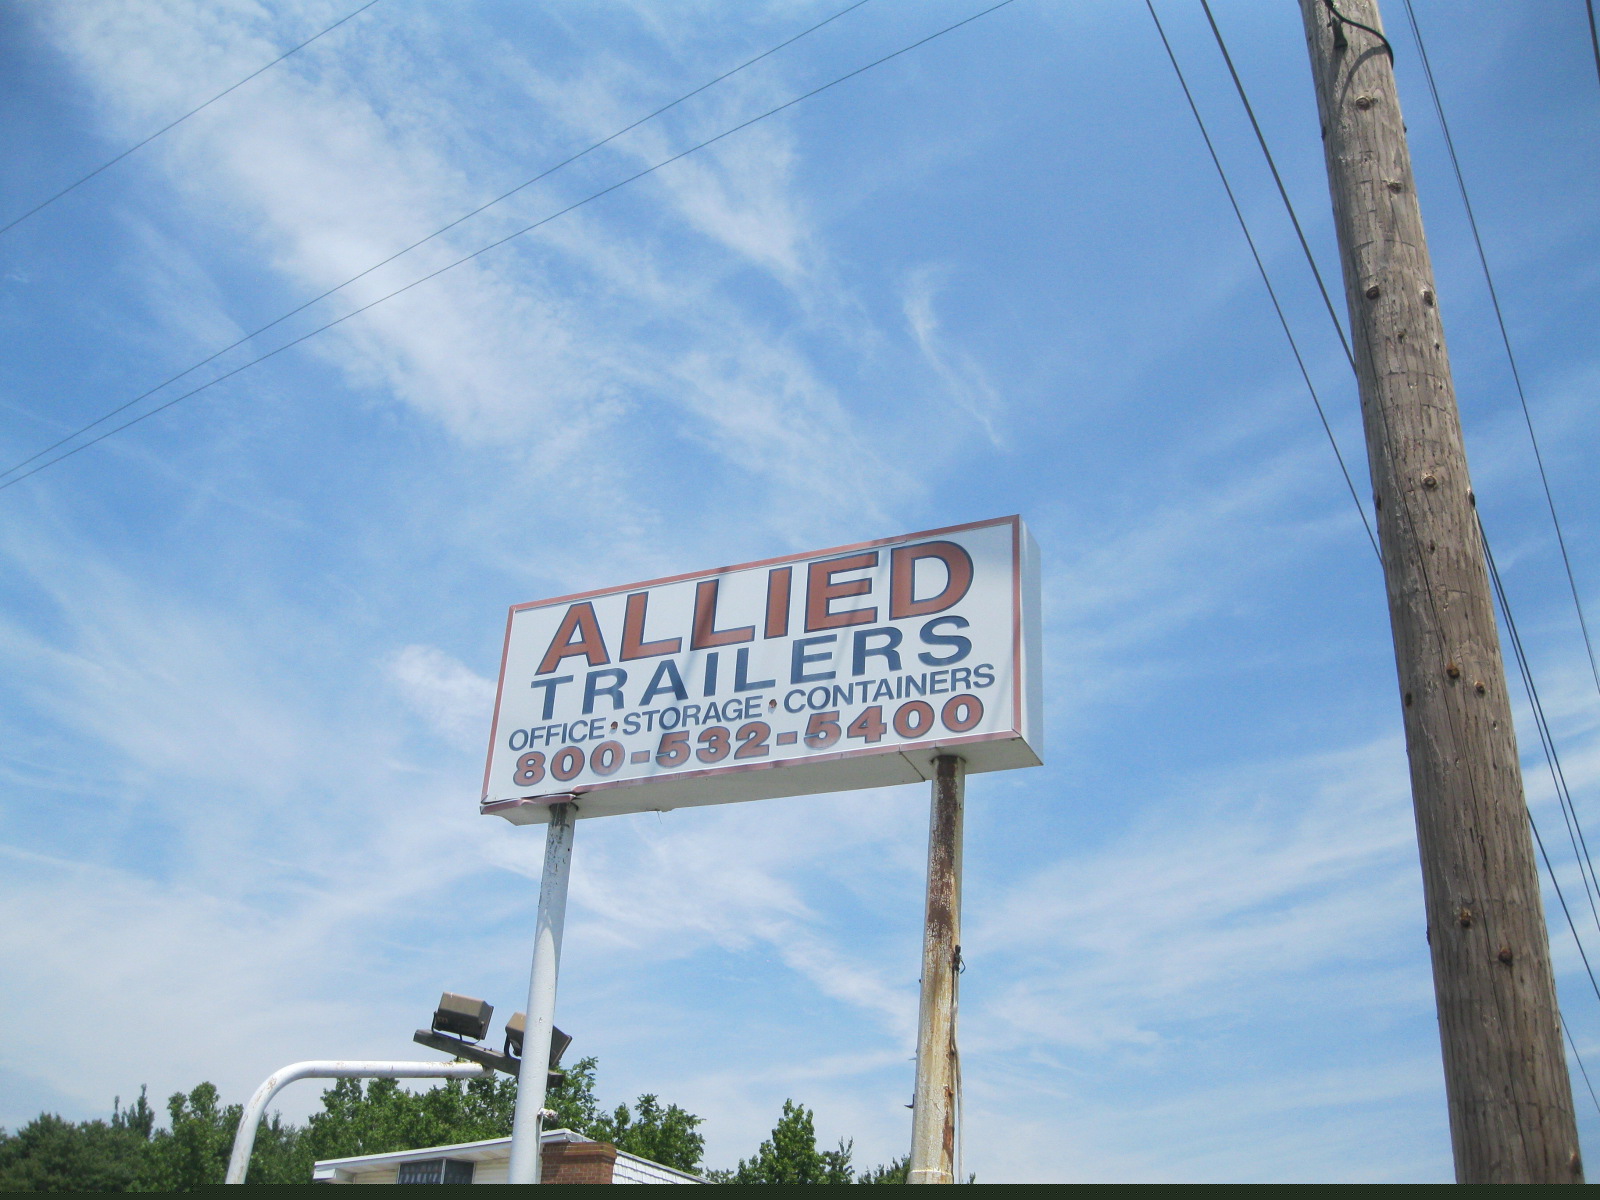 ALLIED
TRAILERS
OFFICE • STORAGE • CONTAINERS
800-532-5400